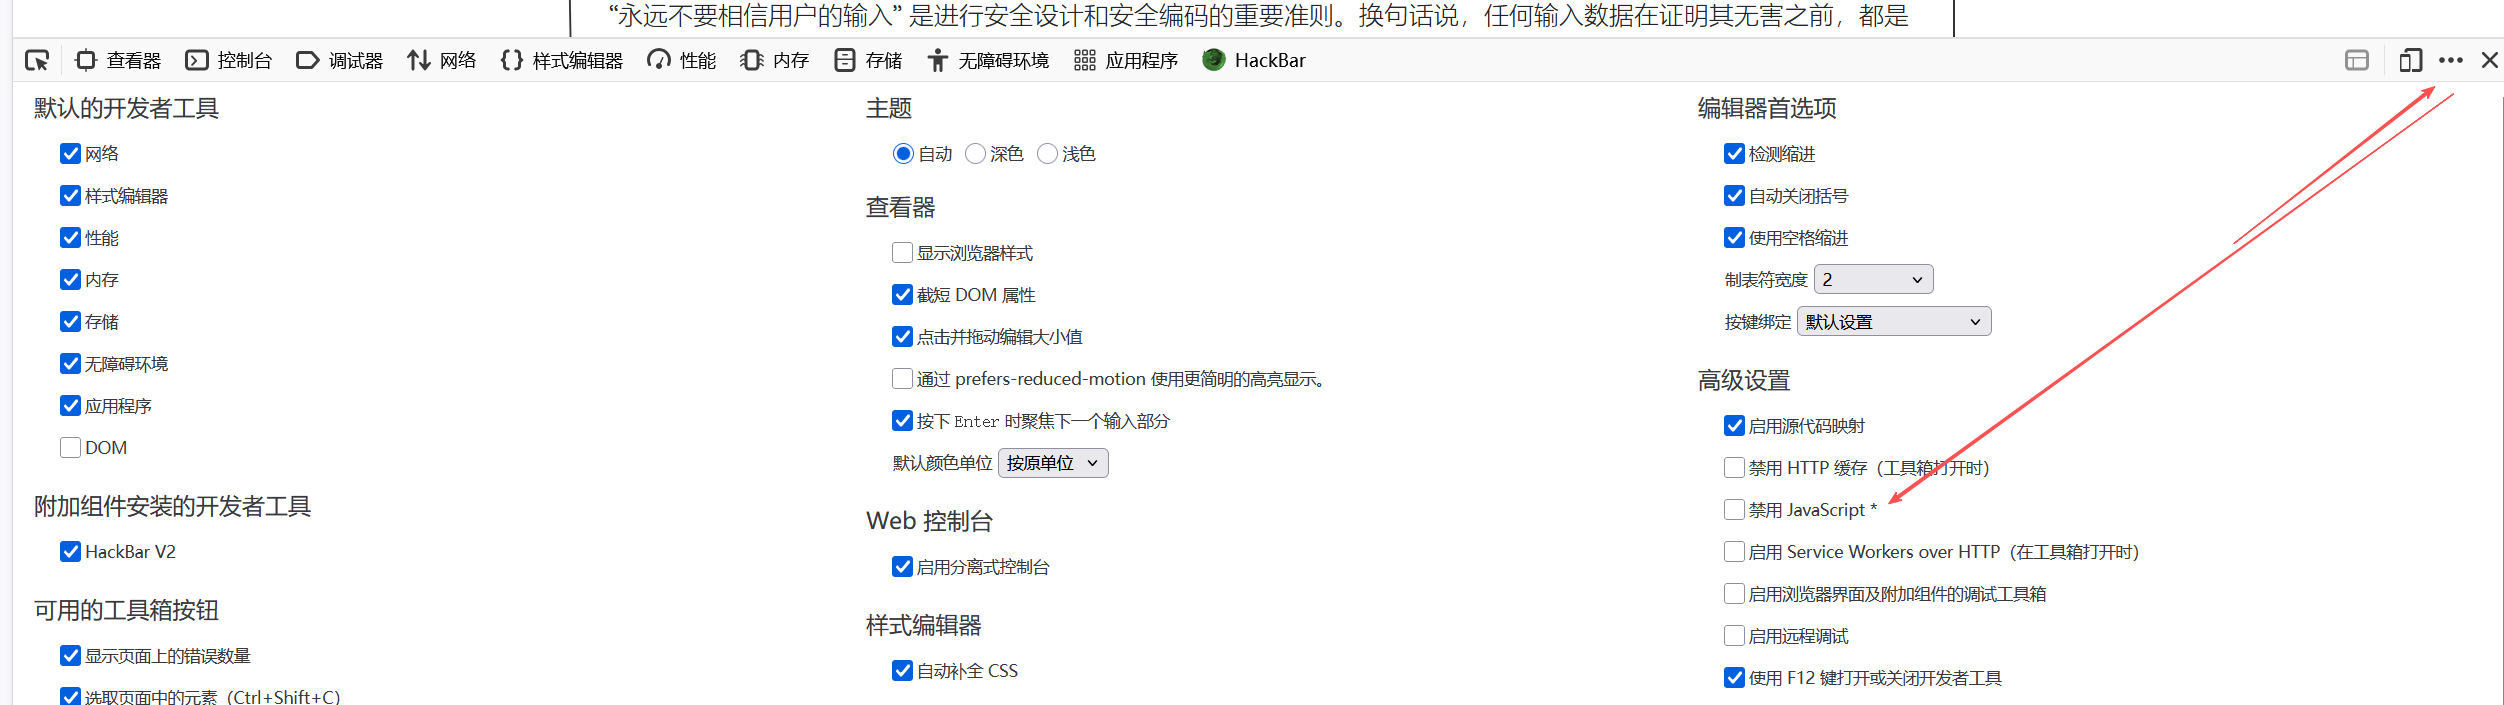 “永远不要相信用户的输入” 是进行安全设计和安全编码的重要准则。换句话说，任何输入数据在证明其无害之前，都是
查看器 控制台 调试器 网络 样式编辑器 性能 内存 存储 无障碍环境 应用程序 HackBar
默认的开发者工具
网络
样式编辑器
性能
内存
存储
无障碍环境
应用程序
DOM
附加组件安装的开发者工具
HackBar V2
可用的工具箱按钮
显示页面上的错误数量
选取页面中的元素（Ctrl+Shift+C）
主题
自动 深色 浅色
查看器
显示浏览器样式
截短 DOM 属性
点击并拖动编辑大小值
通过 prefers-reduced-motion 使用更简明的高亮显示。
按下 Enter 时聚焦下一个输入部分
默认颜色单位 按原单位
Web 控制台
启用分离式控制台
样式编辑器
自动补全 CSS
编辑器首选项
检测缩进
自动关闭括号
使用空格缩进
制表符宽度 2
按键绑定 默认设置
高级设置
启用源代码映射
禁用 HTTP 缓存（工具箱打开时）
禁用 JavaScript *
启用 Service Workers over HTTP（在工具箱打开时）
启用浏览器界面及附加组件的调试工具箱
启用远程调试
使用 F12 键打开或关闭开发者工具